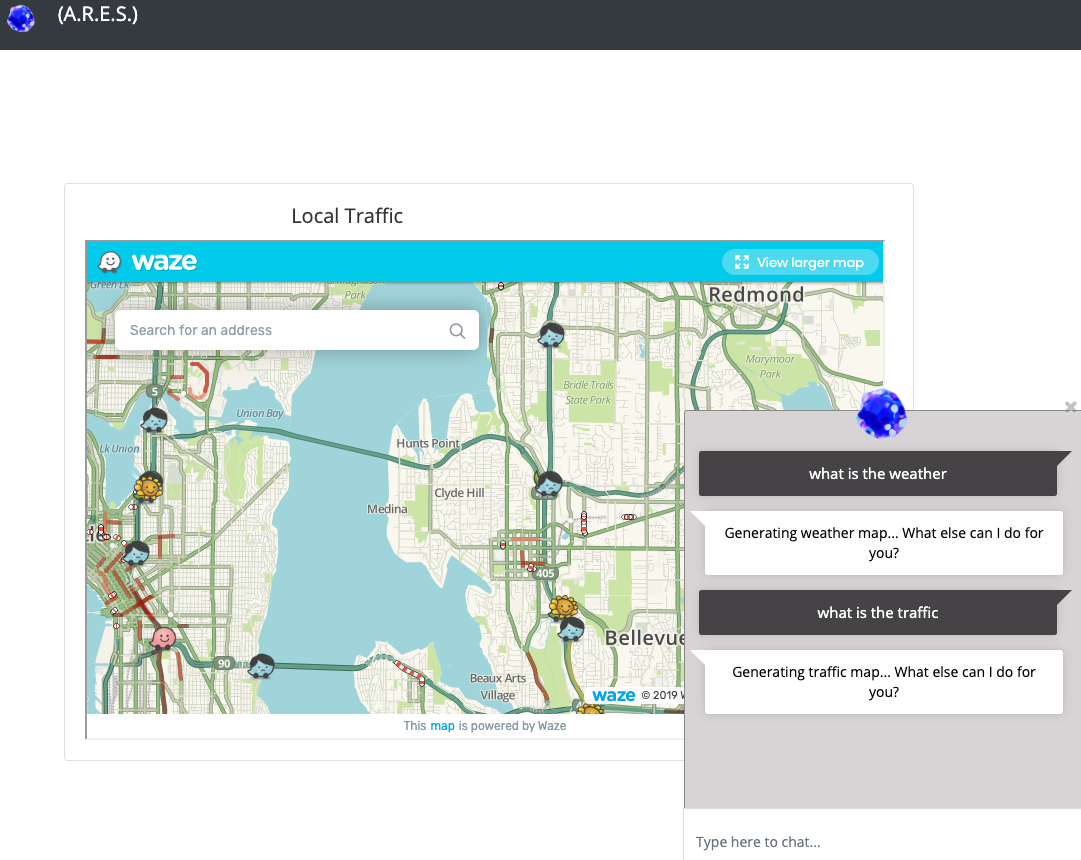 (A.R.E.S.)
Local Traffic
waze
View larger map
Green Lk
Park
Redmond
Search for an address
Marymoor
Park
5
Bridle Trails
State Park
Union Bay
Lk Union
Hunts Point
Clyde Hill
Medina
405
Bellevue
90
Beaux Arts
Village
waze © 2019
This map is powered by Waze
what is the weather
Generating weather map... What else can I do for
you?
what is the traffic
Generating traffic map... What else can I do for
you?
Type here to chat...